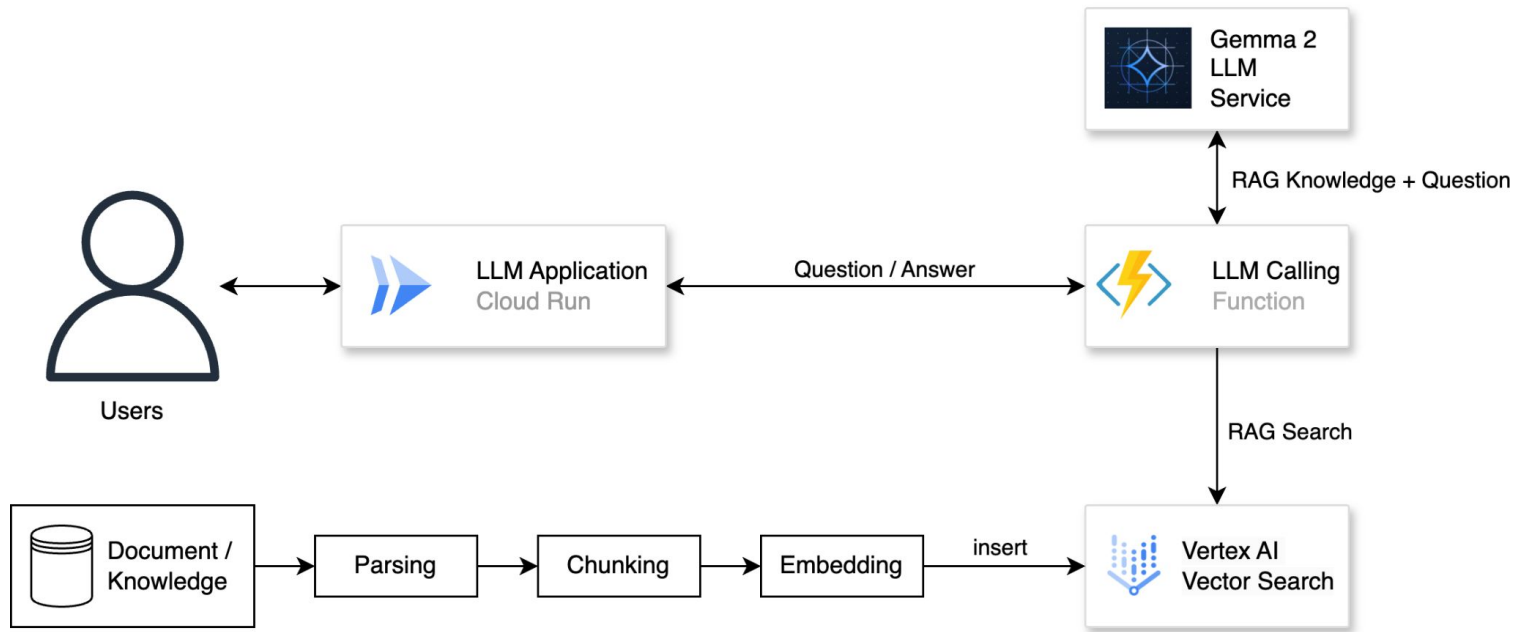 Gemma 2
LLM
Service
RAG Knowledge + Question
LLM Application
Cloud Run
Question / Answer
LLM Calling
Function
Users
RAG Search
Document /
Knowledge
Parsing
Chunking
Embedding
insert
Vertex AI
Vector Search